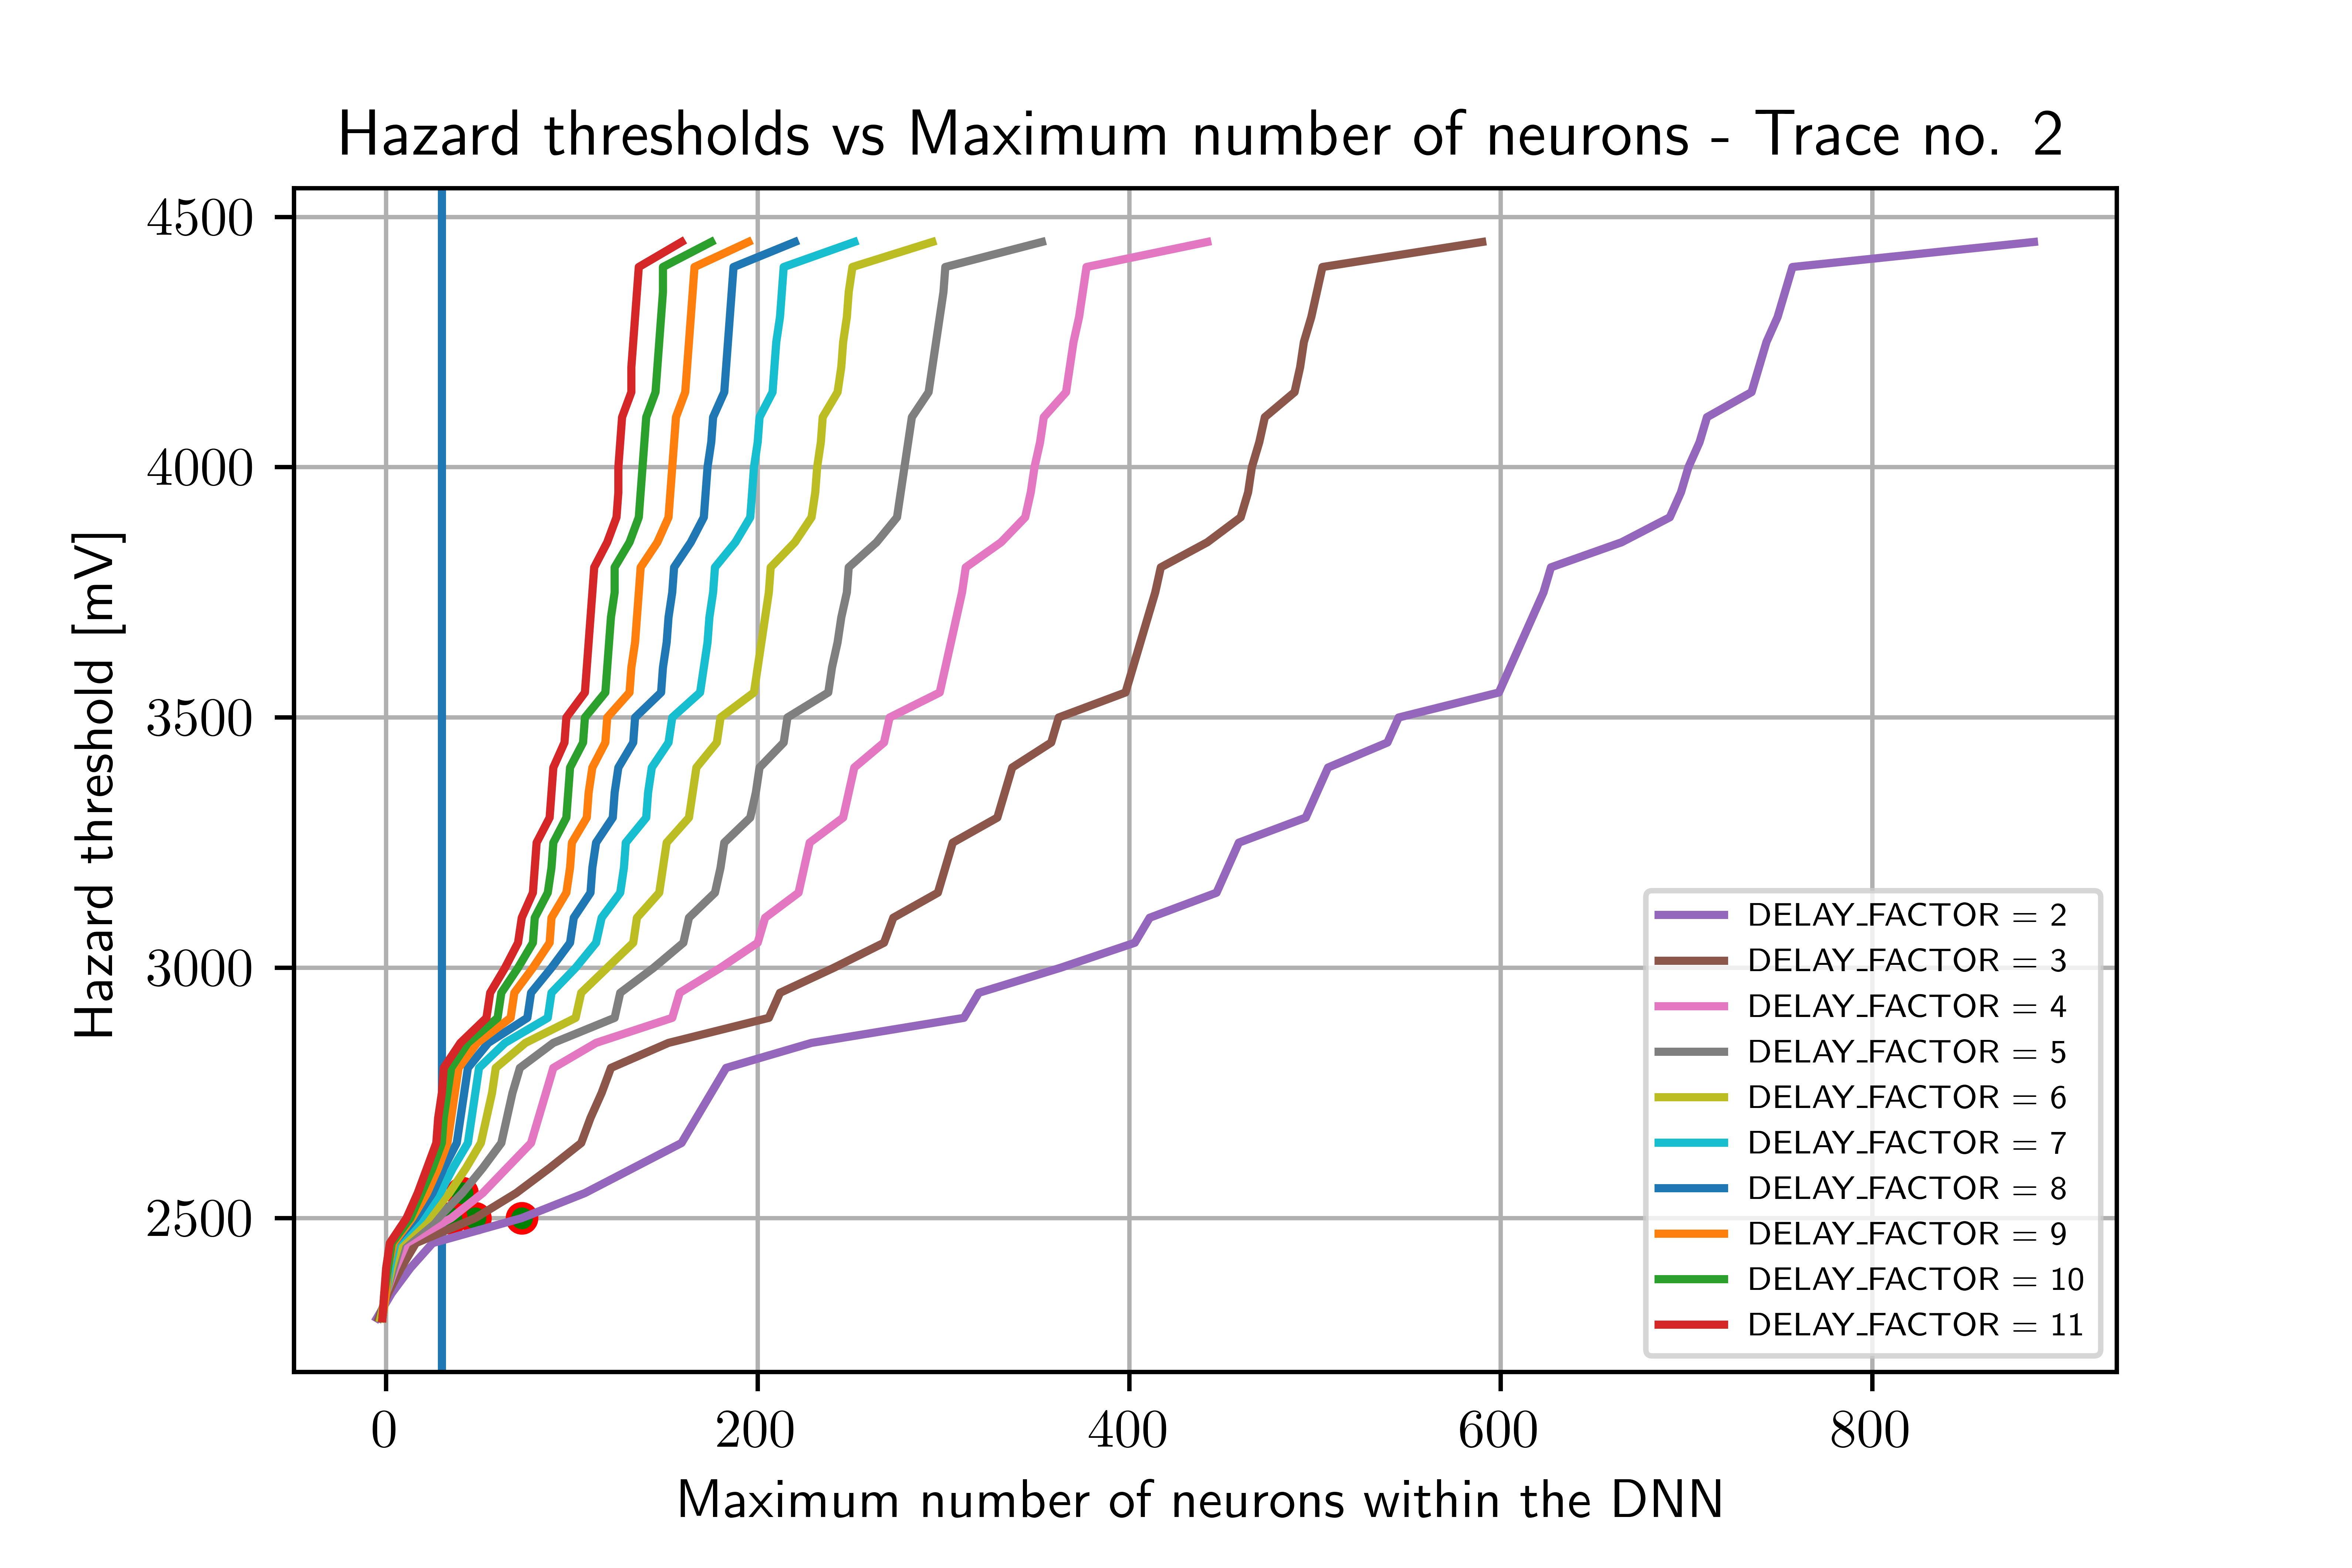 Hazard thresholds vs Maximum number of neurons - Trace no. 2
4500
4000
3500
3000
2500
Hazard threshold [mV]
DELAY_FACTOR = 2
DELAY_FACTOR = 3
DELAY_FACTOR = 4
DELAY_FACTOR = 5
DELAY_FACTOR = 6
DELAY_FACTOR = 7
DELAY_FACTOR = 8
DELAY_FACTOR = 9
DELAY_FACTOR = 10
DELAY_FACTOR = 11
0 200 400 600 800
Maximum number of neurons within the DNN